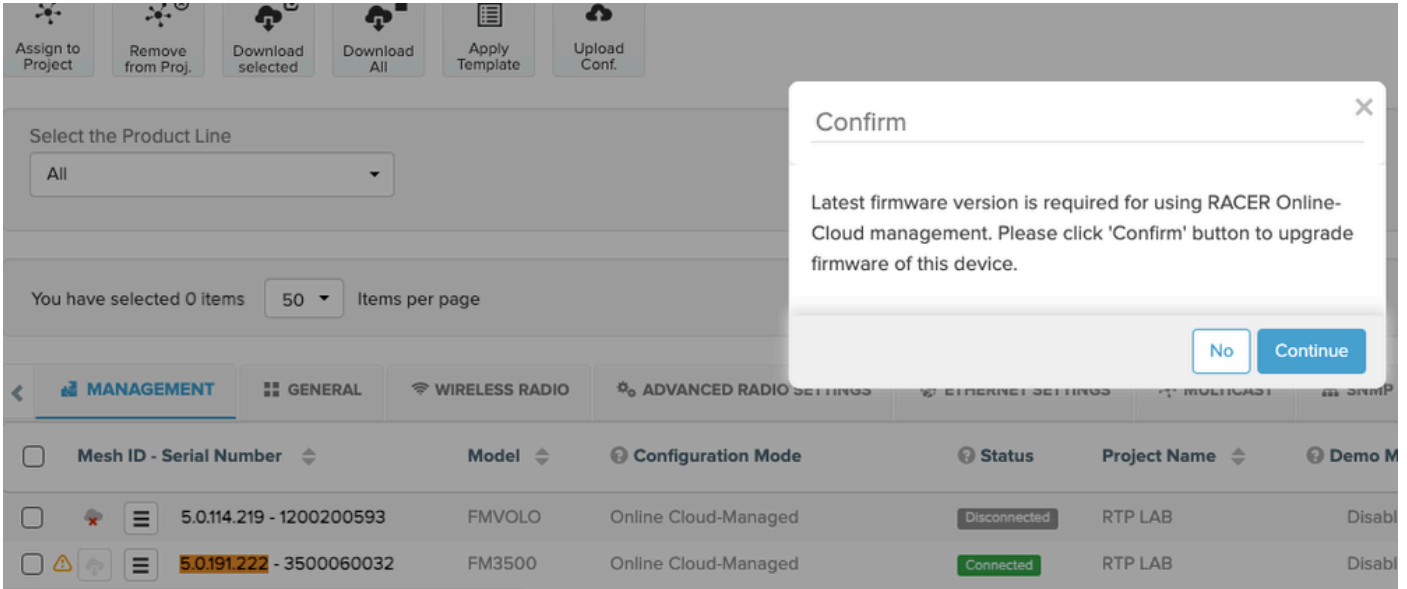 Assign to
Project
Remove
from Proj.
Download
selected
Download
All
Apply
Template
Upload
Conf.
Select the Product Line
All
Confirm
Latest firmware version is required for using RACER Online-
Cloud management. Please click 'Confirm' button to upgrade
firmware of this device.
No Continue
You have selected 0 items 50 Items per page
MANAGEMENT GENERAL WIRELESS RADIO ADVANCED RADIO SETTINGS ETHERNET SETTINGS MULTICAST SNMP
Mesh ID - Serial Number Model Configuration Mode Status Project Name Demo M
5.0.114.219 - 1200200593 FMVOLO Online Cloud-Managed Disconnected RTP LAB Disabl
5.0.191.222 - 3500060032 FM3500 Online Cloud-Managed Connected RTP LAB Disabl